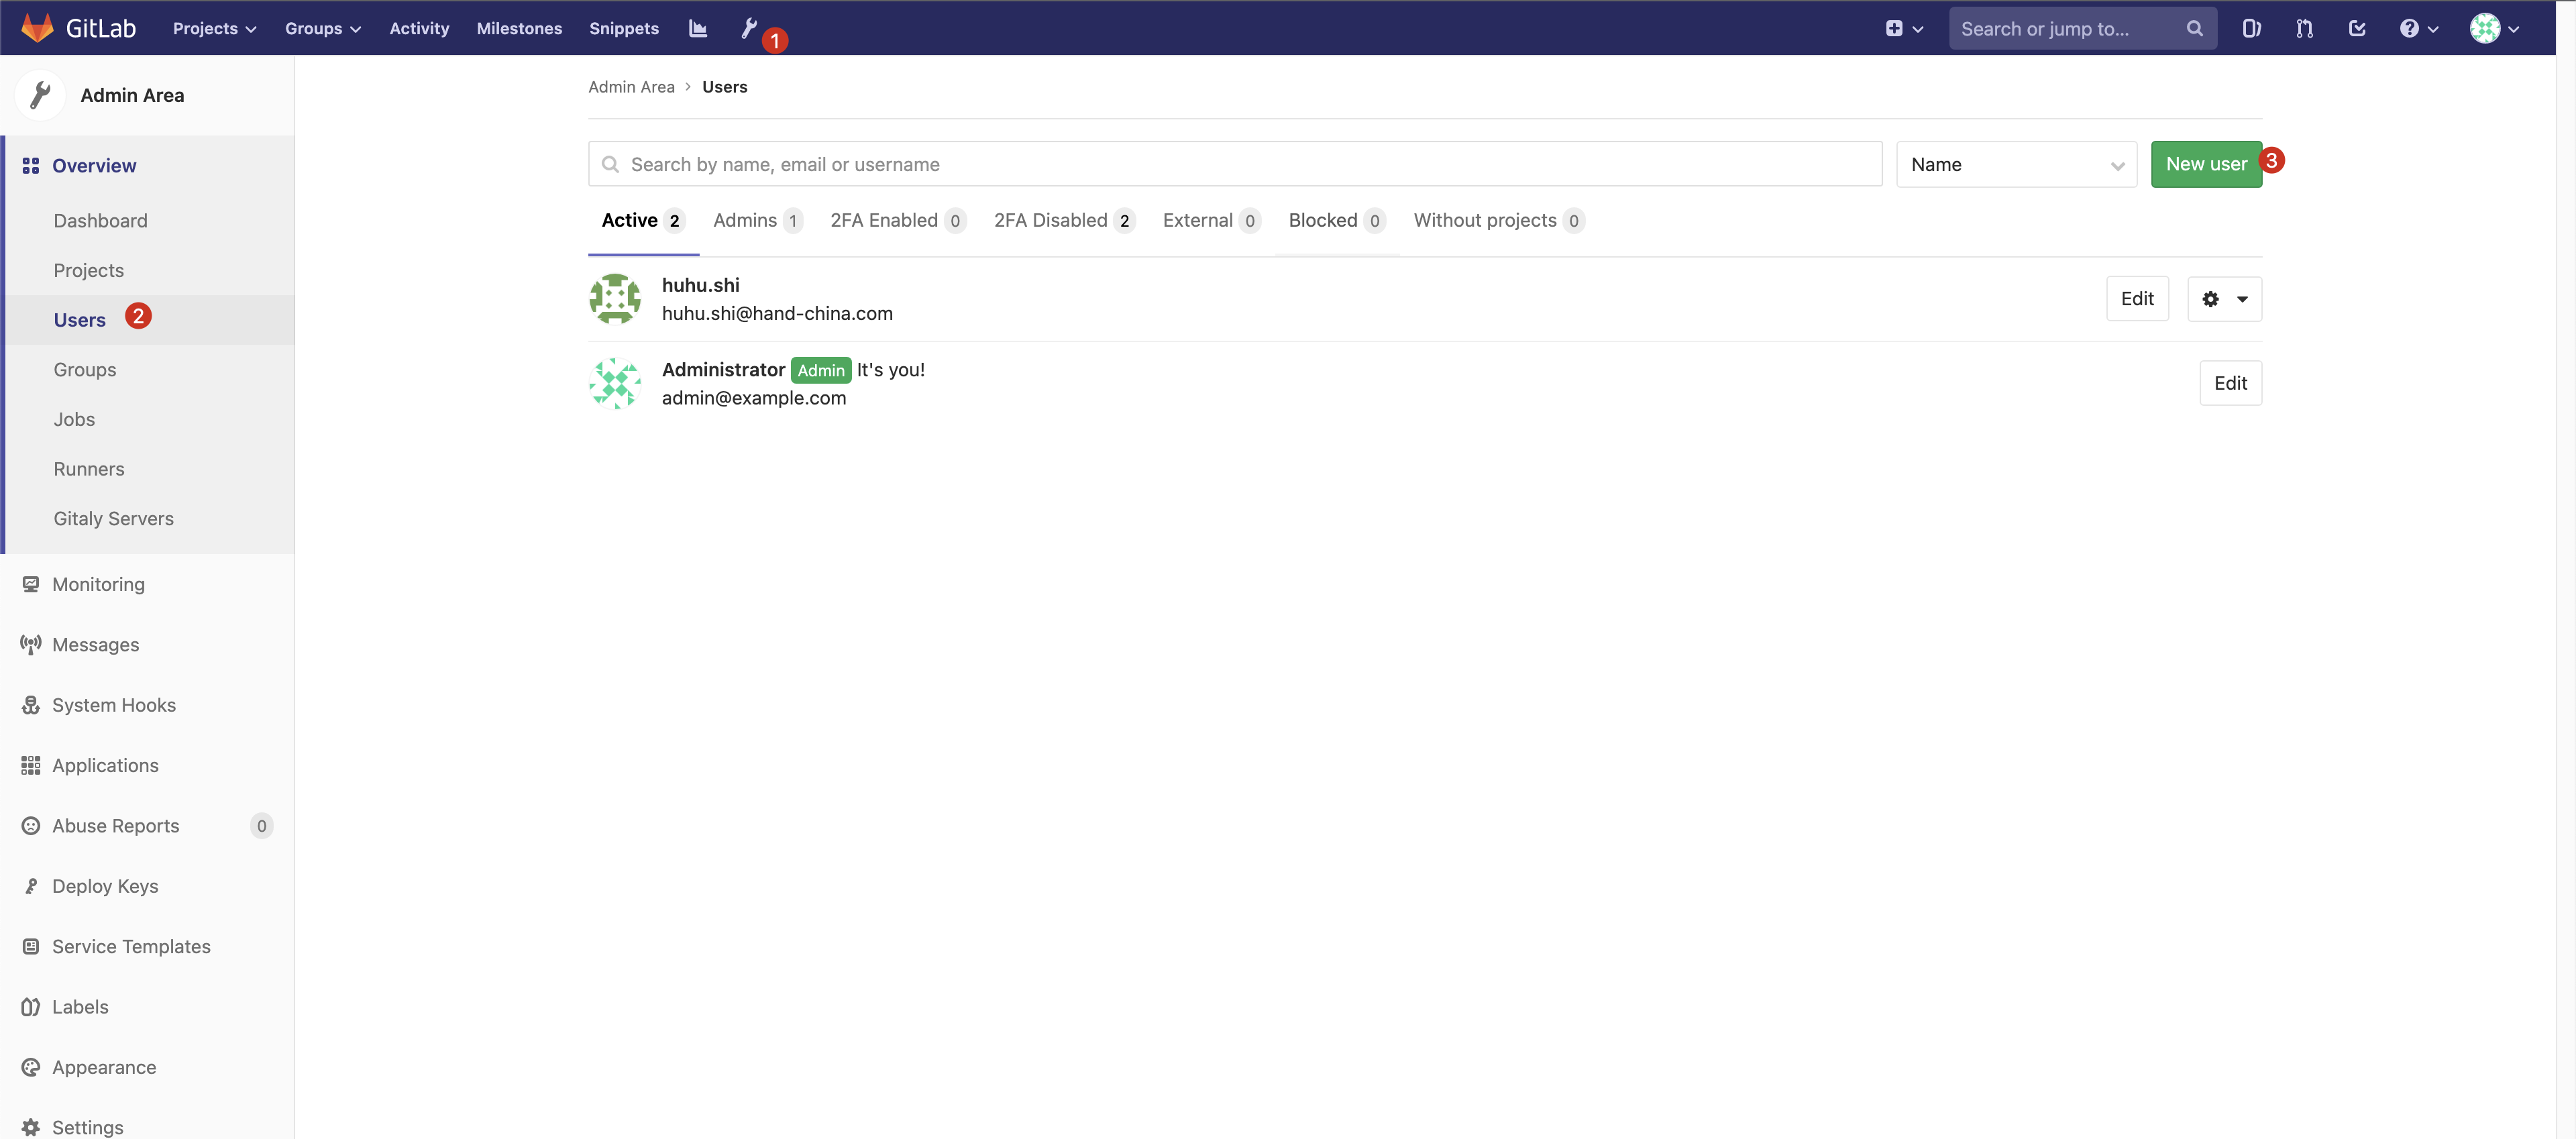 GitLab Projects Groups Activity Milestones Snippets 1 Search or jump to...
Admin Area
Overview
Dashboard
Projects
Users 2
Groups
Jobs
Runners
Gitaly Servers
Monitoring
Messages
System Hooks
Applications
Abuse Reports 0
Deploy Keys
Service Templates
Labels
Appearance
Settings
Admin Area > Users
Search by name, email or username Name New user 3
Active 2 Admins 1 2FA Enabled 0 2FA Disabled 2 External 0 Blocked 0 Without projects 0
huhu.shi
huhu.shi@hand-china.com
Edit
Administrator Admin It's you!
admin@example.com
Edit